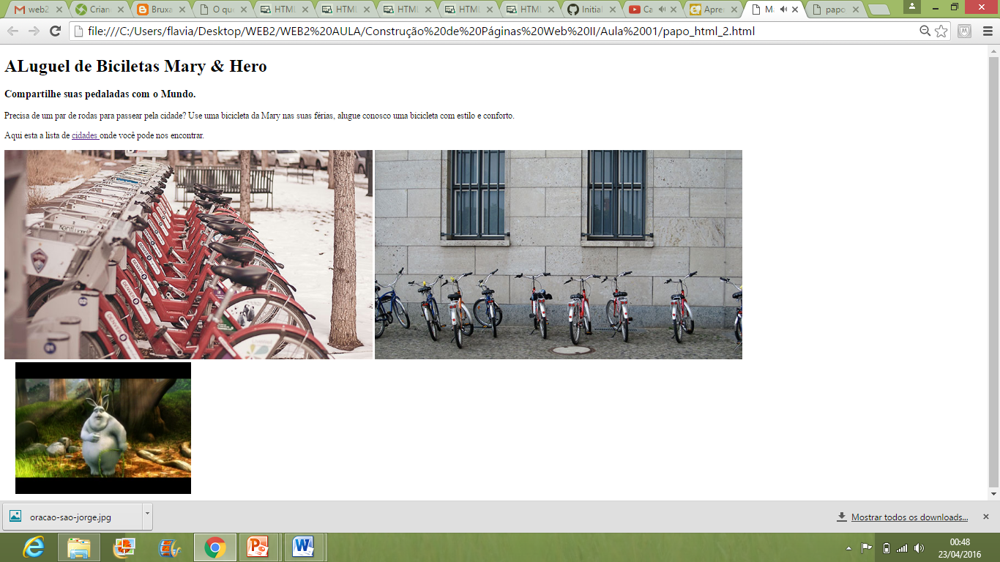 web2
Crian
Bruxa
O que
HTML
HTML
HTML
HTML
HTML
Initial
Ca
Apre
M
papo
file:///C:/Users/flavia/Desktop/WEB2/WEB2%20AULA/Construção%20de%20Páginas%20Web%20II/Aula%2001/papo_html_2.html
ALuguel de Biciletas Mary & Hero
Compartilhe suas pedaladas com o Mundo.
Precisa de um par de rodas para passear pela cidade? Use uma bicicleta da Mary nas suas férias, alugue conosco uma bicicleta com estilo e conforto.
Aqui esta a lista de cidades onde você pode nos encontrar.
DENVER
DENVER
DENVER
oracao-sao-jorge.jpg
Mostrar todos os downloads...
00:48
23/04/2016